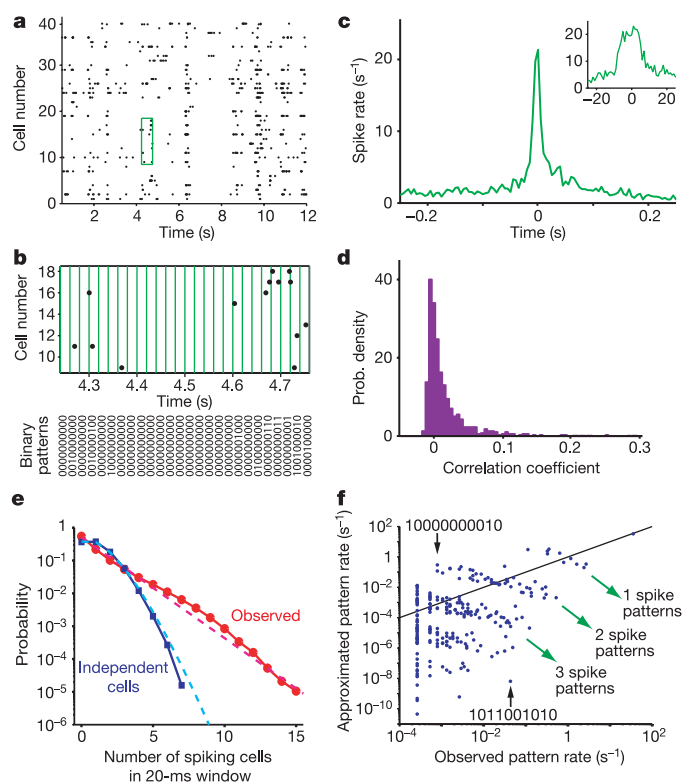 a
40
30
20
10
0
Cell number
2 4 6 8 10 12
Time (s)
b
18
16
14
12
10
Cell number
4.3 4.4 4.5 4.6 4.7
Time (s)
Binary
patterns
c
20
10
0
Spike rate (s⁻¹)
−0.2 0 0.2
Time (s)
20
10
0
−20 0 20
d
40
20
0
Prob. density
0 0.1 0.2 0.3
Correlation coefficient
e
1
10⁻¹
10⁻²
10⁻³
10⁻⁴
10⁻⁵
10⁻⁶
Probability
Observed
Independent
cells
0 5 10 15
Number of spiking cells
in 20-ms window
f
10000000010
10²
1
10⁻²
10⁻⁴
10⁻⁶
10⁻⁸
10⁻¹⁰
Approximated pattern rate (s⁻¹)
1 spike
patterns
2 spike
patterns
3 spike
patterns
1011001010
10⁻⁴ 10⁻² 1 10²
Observed pattern rate (s⁻¹)